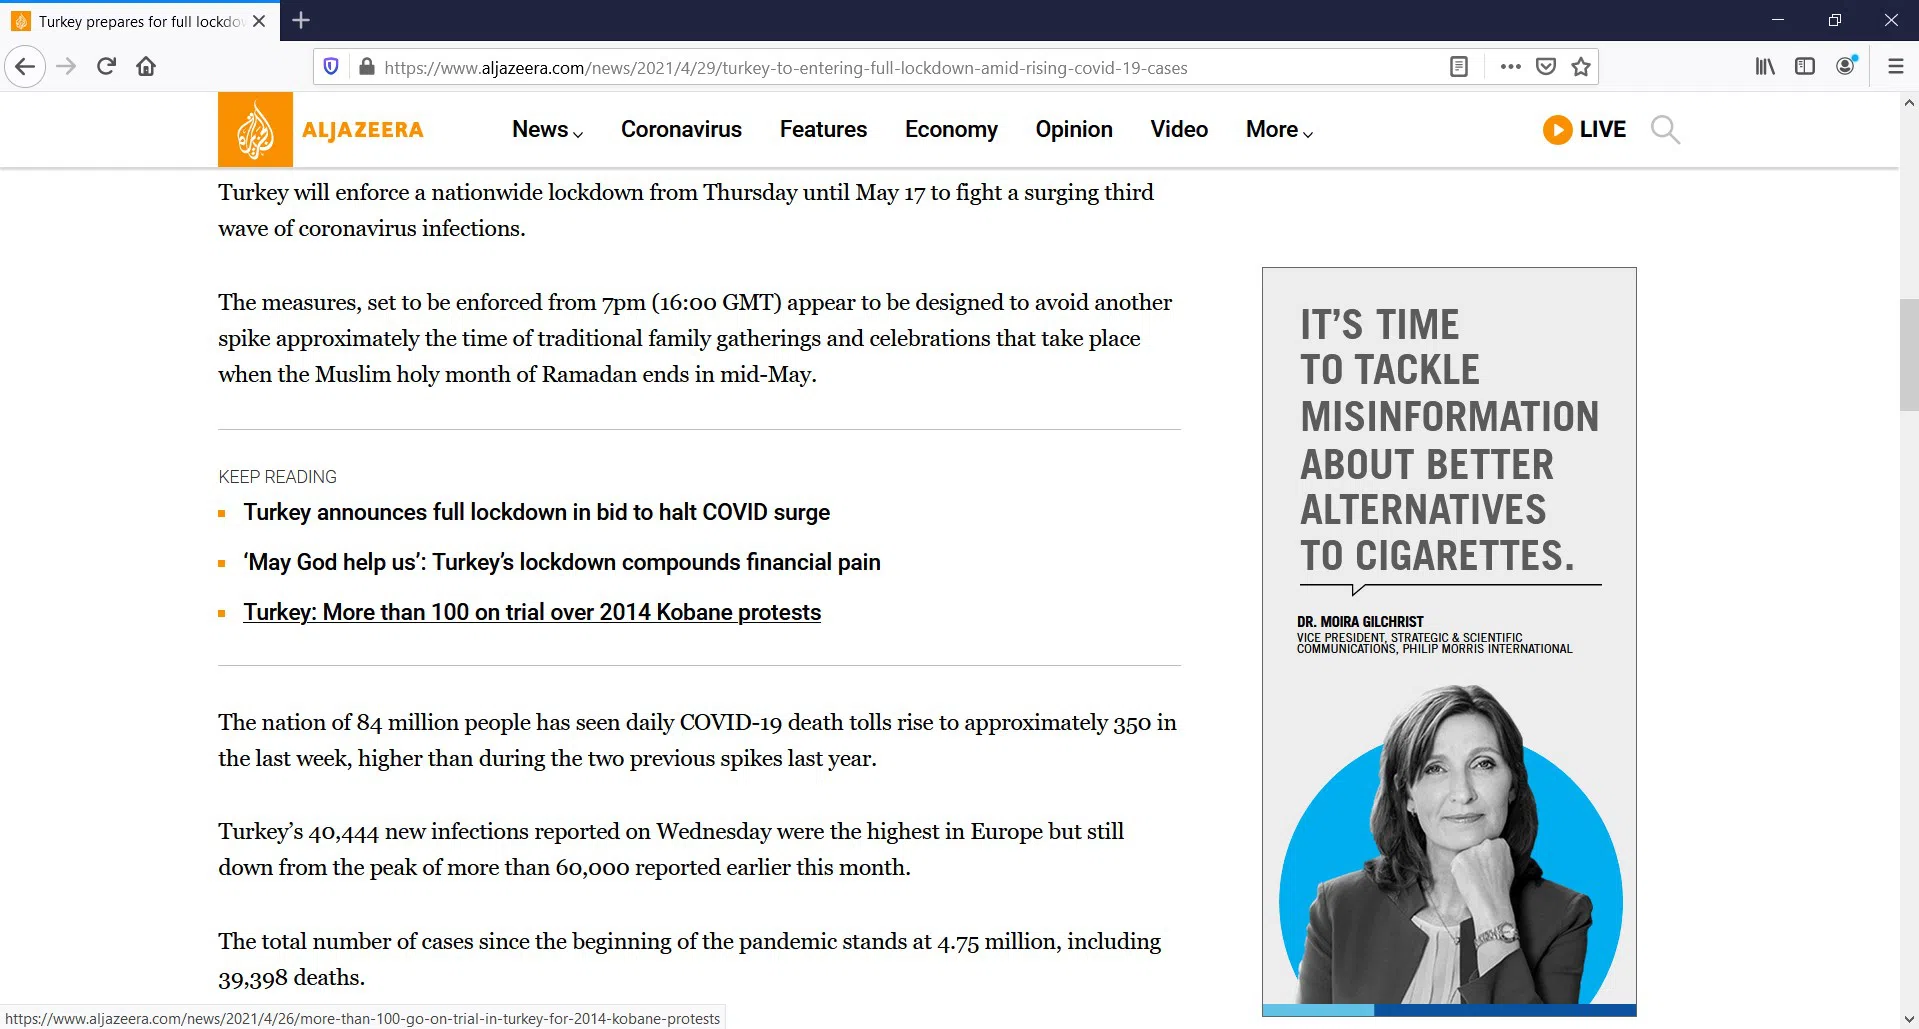 Turkey prepares for full lockdov
https://www.aljazeera.com/news/2021/4/29/turkey-to-entering-full-lockdown-amid-rising-covid-19-cases
ALJAZEERA
News
Coronavirus
Features
Economy
Opinion
Video
More
LIVE
Turkey will enforce a nationwide lockdown from Thursday until May 17 to fight a surging third
wave of coronavirus infections.
The measures, set to be enforced from 7pm (16:00 GMT) appear to be designed to avoid another
spike approximately the time of traditional family gatherings and celebrations that take place
when the Muslim holy month of Ramadan ends in mid-May.
KEEP READING
Turkey announces full lockdown in bid to halt COVID surge
‘May God help us’: Turkey’s lockdown compounds financial pain
Turkey: More than 100 on trial over 2014 Kobane protests
The nation of 84 million people has seen daily COVID-19 death tolls rise to approximately 350 in
the last week, higher than during the two previous spikes last year.
Turkey’s 40,444 new infections reported on Wednesday were the highest in Europe but still
down from the peak of more than 60,000 reported earlier this month.
The total number of cases since the beginning of the pandemic stands at 4.75 million, including
39,398 deaths.
IT’S TIME
TO TACKLE
MISINFORMATION
ABOUT BETTER
ALTERNATIVES
TO CIGARETTES.
DR. MOIRA GILCHRIST
VICE PRESIDENT, STRATEGIC & SCIENTIFIC
COMMUNICATIONS, PHILIP MORRIS INTERNATIONAL
https://www.aljazeera.com/news/2021/4/26/more-than-100-go-on-trial-in-turkey-for-2014-kobane-protests